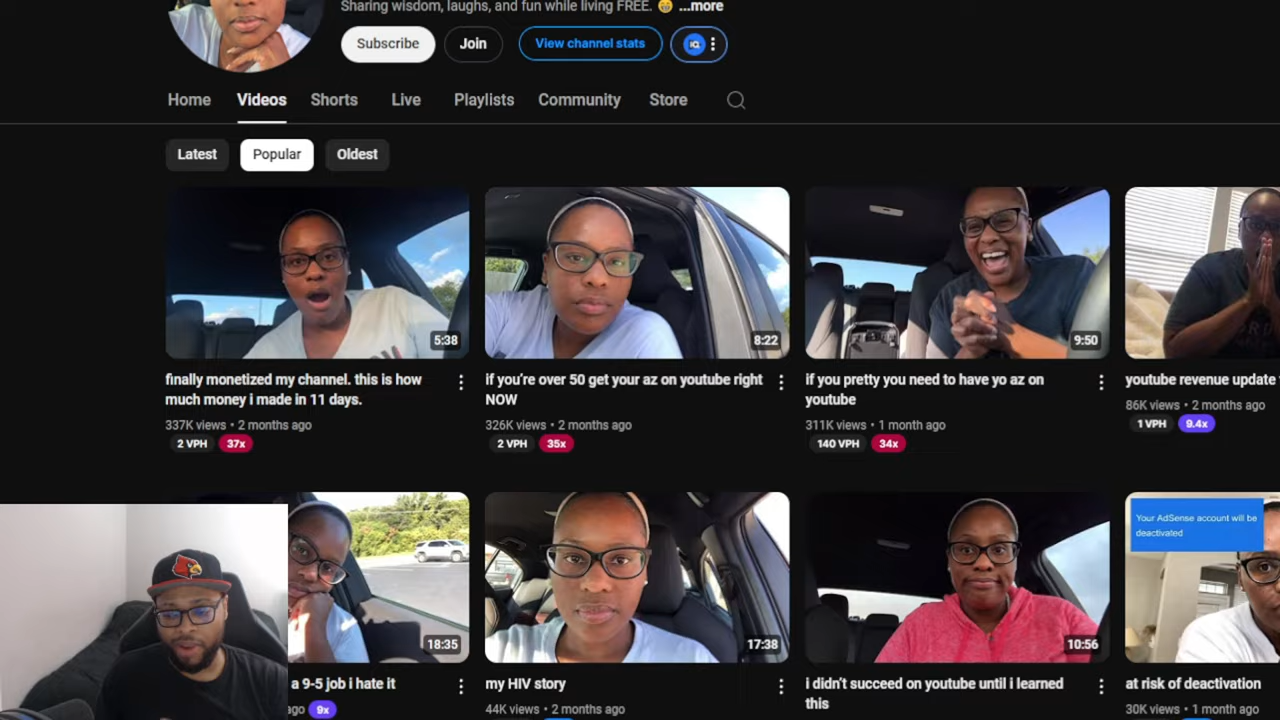 Sharing wisdom, laughs, and fun while living FREE. 😁 ...more
Subscribe
Join
View channel stats
IQ
Home
Videos
Shorts
Live
Playlists
Community
Store
Latest
Popular
Oldest
5:38
8:22
9:50
finally monetized my channel. this is how
much money i made in 11 days.
337K views • 2 months ago
2 VPH
37x
if you're over 50 get your az on youtube right
NOW
326K views • 2 months ago
2 VPH
35x
if you pretty you need to have yo az on
youtube
311K views • 1 month ago
140 VPH
34x
youtube revenue update
86K views • 2 months ago
1 VPH
9.4x
18:35
17:38
10:56
Your AdSense account will be
deactivated
a 9-5 job i hate it
ago
9x
my HIV story
44K views • 2 months ago
i didn't succeed on youtube until i learned
this
at risk of deactivation
30K views • 1 month ago